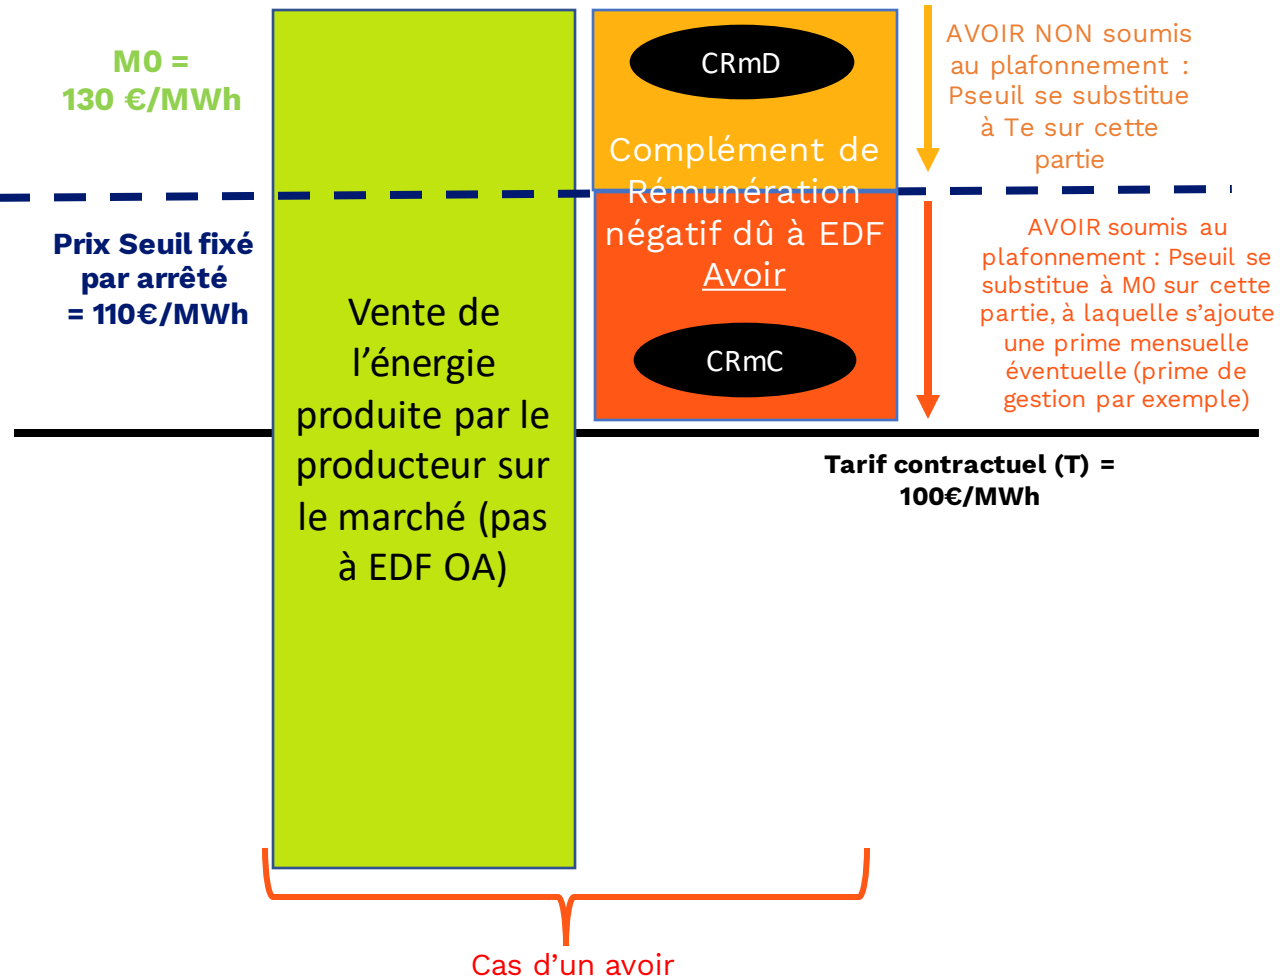 M0 =
130 €/MWh
Prix Seuil fixé
par arrêté
= 110€/MWh
Vente de
l’énergie
produite par le
producteur sur
le marché (pas
à EDF OA)
CRmD
Complément de
Rémunération
négatif dû à EDF
Avoir
CRmC
AVOIR NON soumis
au plafonnement :
Pseuil se substitue
à Te sur cette
partie
AVOIR soumis au
plafonnement : Pseuil se
substitue à M0 sur cette
partie, à laquelle s’ajoute
une prime mensuelle
éventuelle (prime de
gestion par exemple)
Tarif contractuel (T) =
100€/MWh
Cas d’un avoir